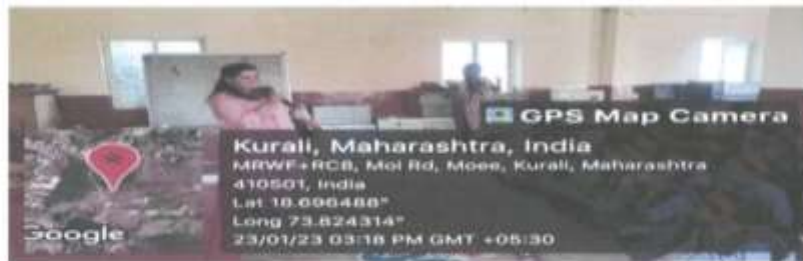 GPS Map Camera
Kurali, Maharashtra, India
MRWF+RCB, Moi Rd, Moee, Kurali, Maharashtra
410501, India
Lat 18.696488°
Long 73.824314°
23/01/23 03:18 PM GMT +05:30
Google